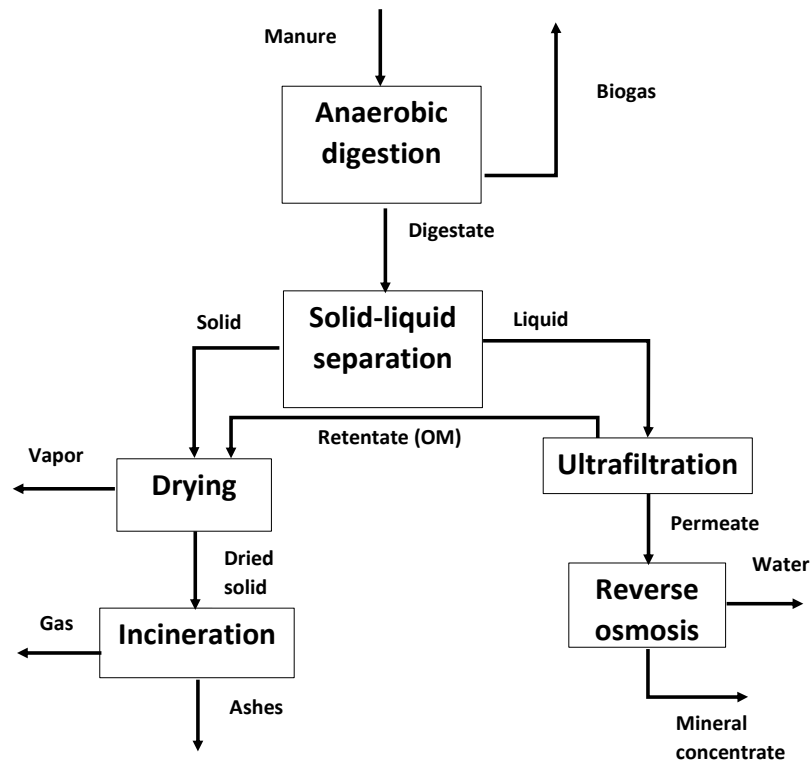 Manure
Biogas
Anaerobic
digestion
Digestate
Solid
Solid-liquid
separation
Liquid
Retentate (OM)
Vapor
Drying
Ultrafiltration
Permeate
Dried
solid
Water
Gas
Incineration
Reverse
osmosis
Ashes
Mineral
concentrate